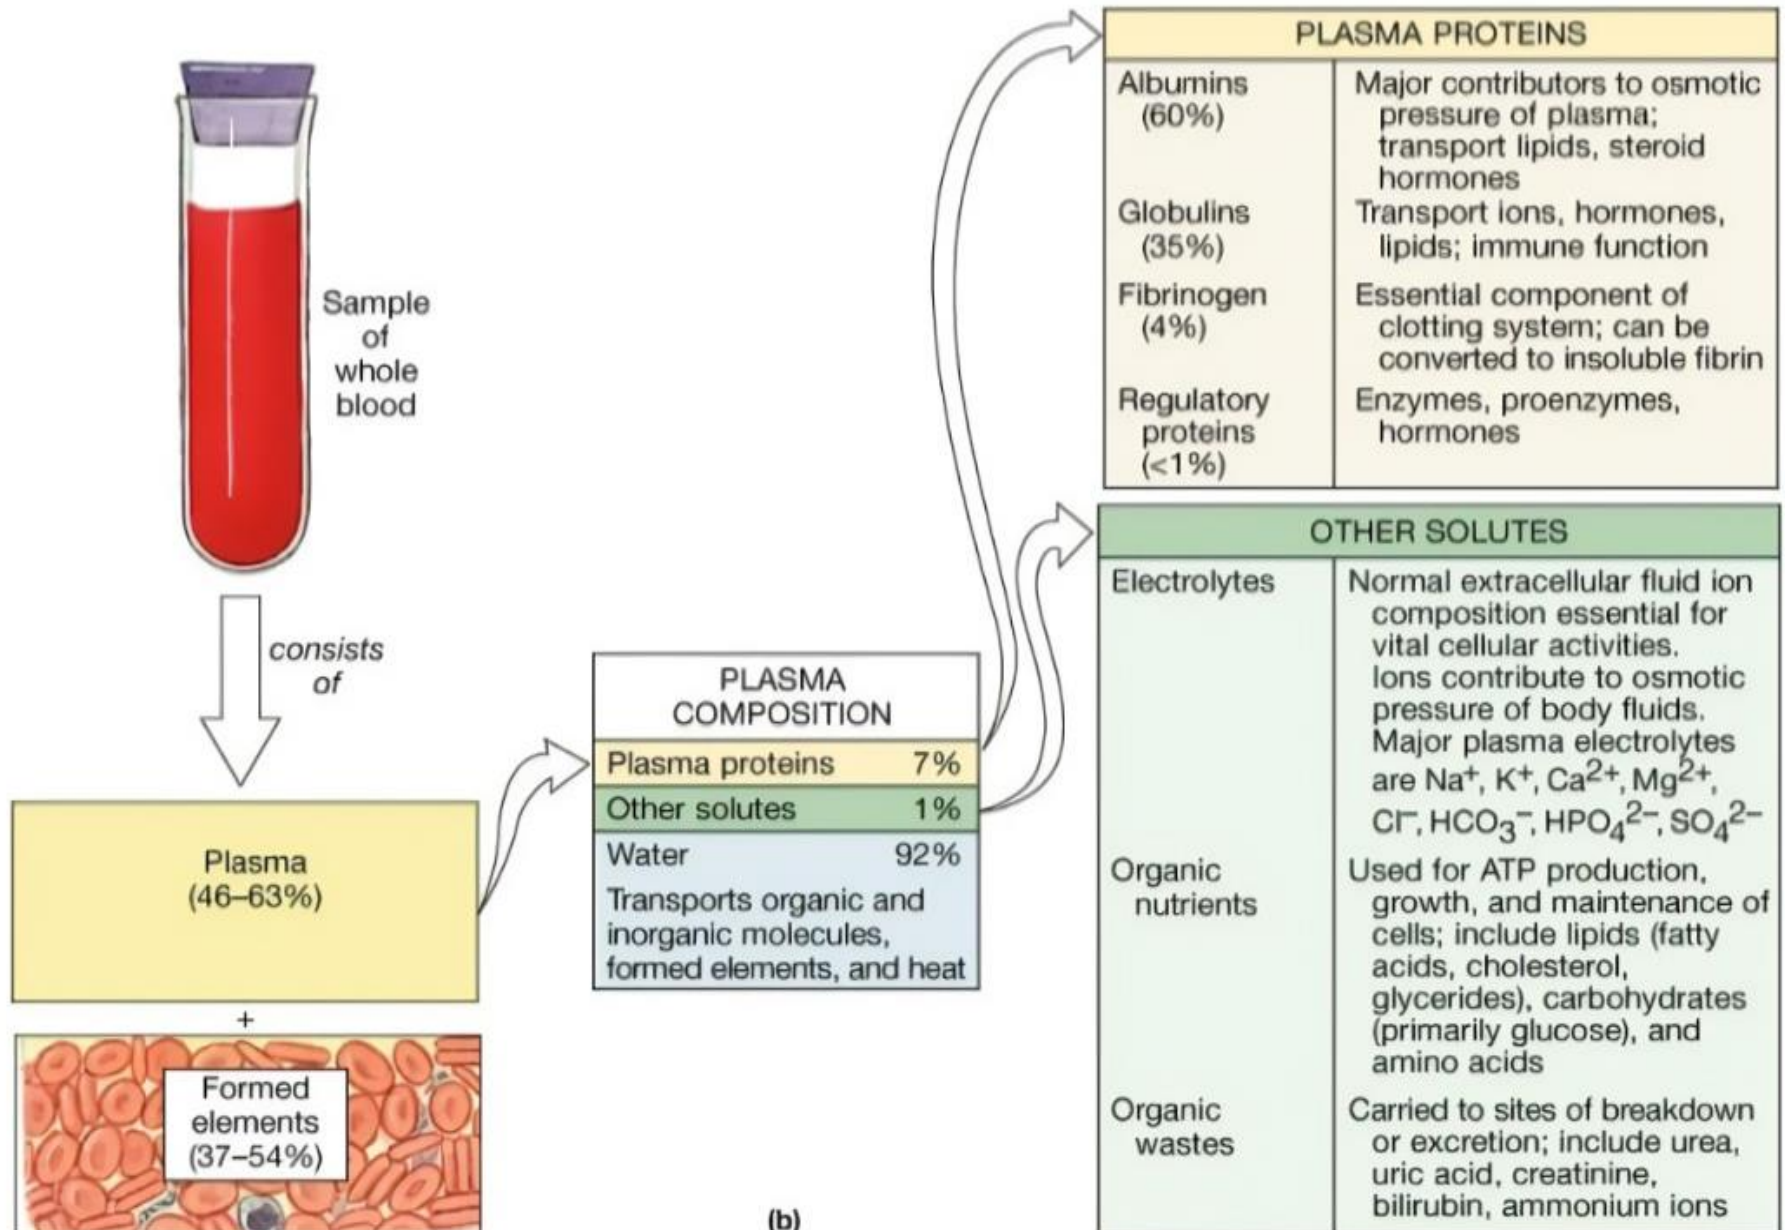 Sample
of
whole
blood
consists
of
Plasma
(46–63%)
+
Formed
elements
(37–54%)
PLASMA
COMPOSITION
Plasma proteins 7%
Other solutes 1%
Water 92%
Transports organic and
inorganic molecules,
formed elements, and heat
PLASMA PROTEINS
Albumins
(60%)
Major contributors to osmotic
pressure of plasma;
transport lipids, steroid
hormones
Globulins
(35%)
Transport ions, hormones,
lipids; immune function
Fibrinogen
(4%)
Essential component of
clotting system; can be
converted to insoluble fibrin
Regulatory
proteins
(<1%)
Enzymes, proenzymes,
hormones
OTHER SOLUTES
Electrolytes
Normal extracellular fluid ion
composition essential for
vital cellular activities.
Ions contribute to osmotic
pressure of body fluids.
Major plasma electrolytes
are Na⁺, K⁺, Ca²⁺, Mg²⁺,
Cl⁻, HCO₃⁻, HPO₄²⁻, SO₄²⁻
Organic
nutrients
Used for ATP production,
growth, and maintenance of
cells; include lipids (fatty
acids, cholesterol,
glycerides), carbohydrates
(primarily glucose), and
amino acids
Organic
wastes
Carried to sites of breakdown
or excretion; include urea,
uric acid, creatinine,
bilirubin, ammonium ions
(b)